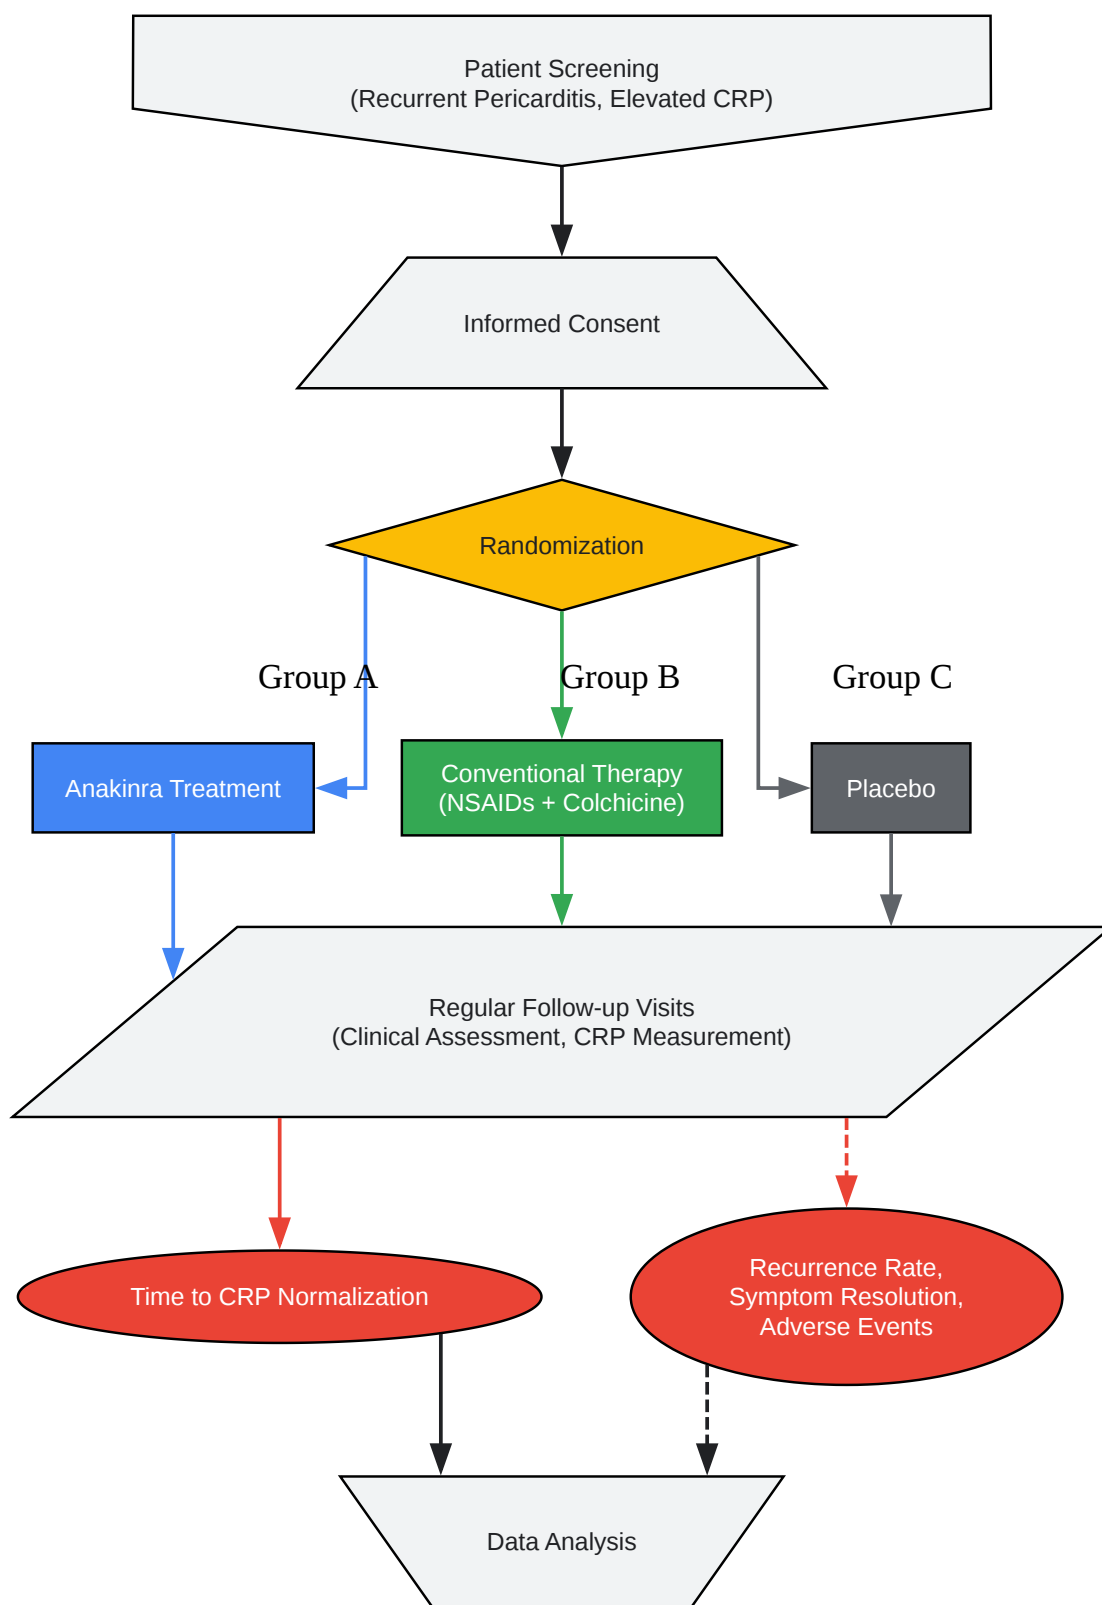 Patient Screening
(Recurrent Pericarditis, Elevated CRP)
Informed Consent
Randomization
Group A
Group B
Group C
Anakinra Treatment
Conventional Therapy
(NSAIDs + Colchicine)
Placebo
Regular Follow-up Visits
(Clinical Assessment, CRP Measurement)
Time to CRP Normalization
Recurrence Rate,
Symptom Resolution,
Adverse Events
Data Analysis